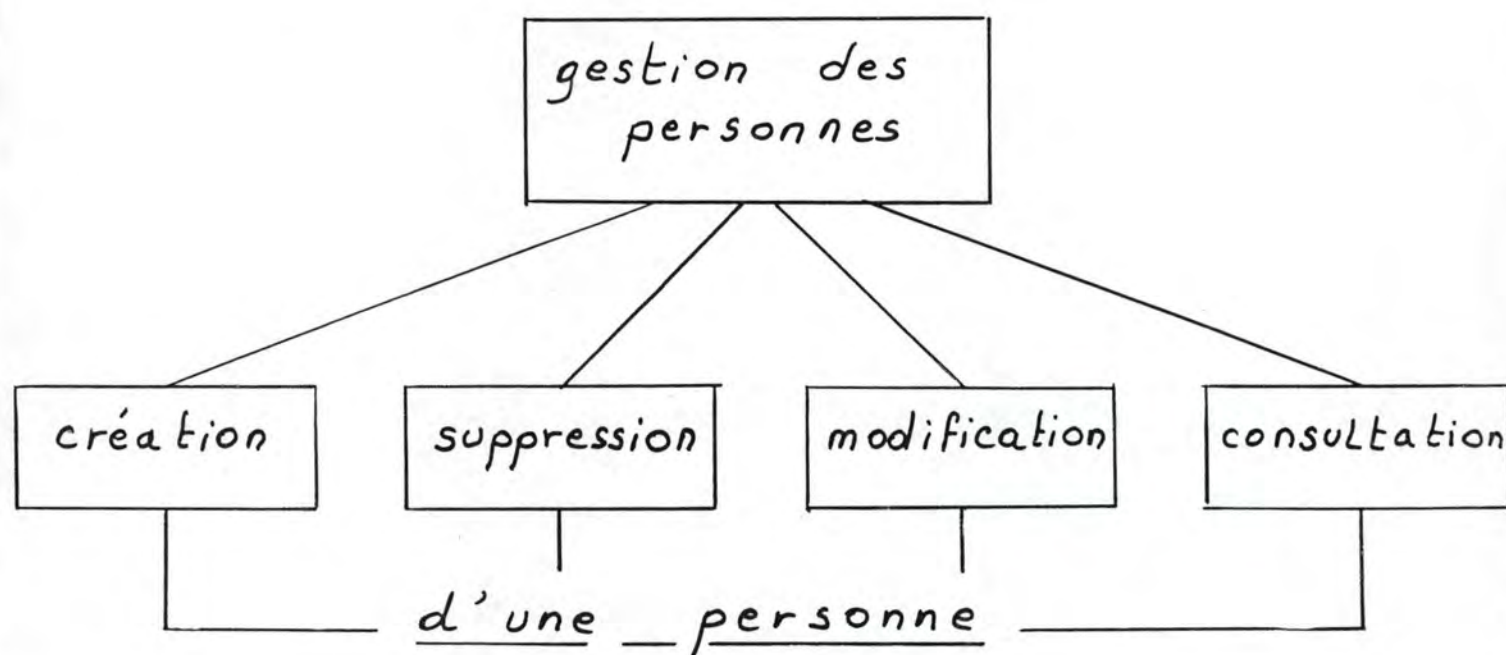 gestion des
personnes
création
suppression
modification
consultation
d'une personne